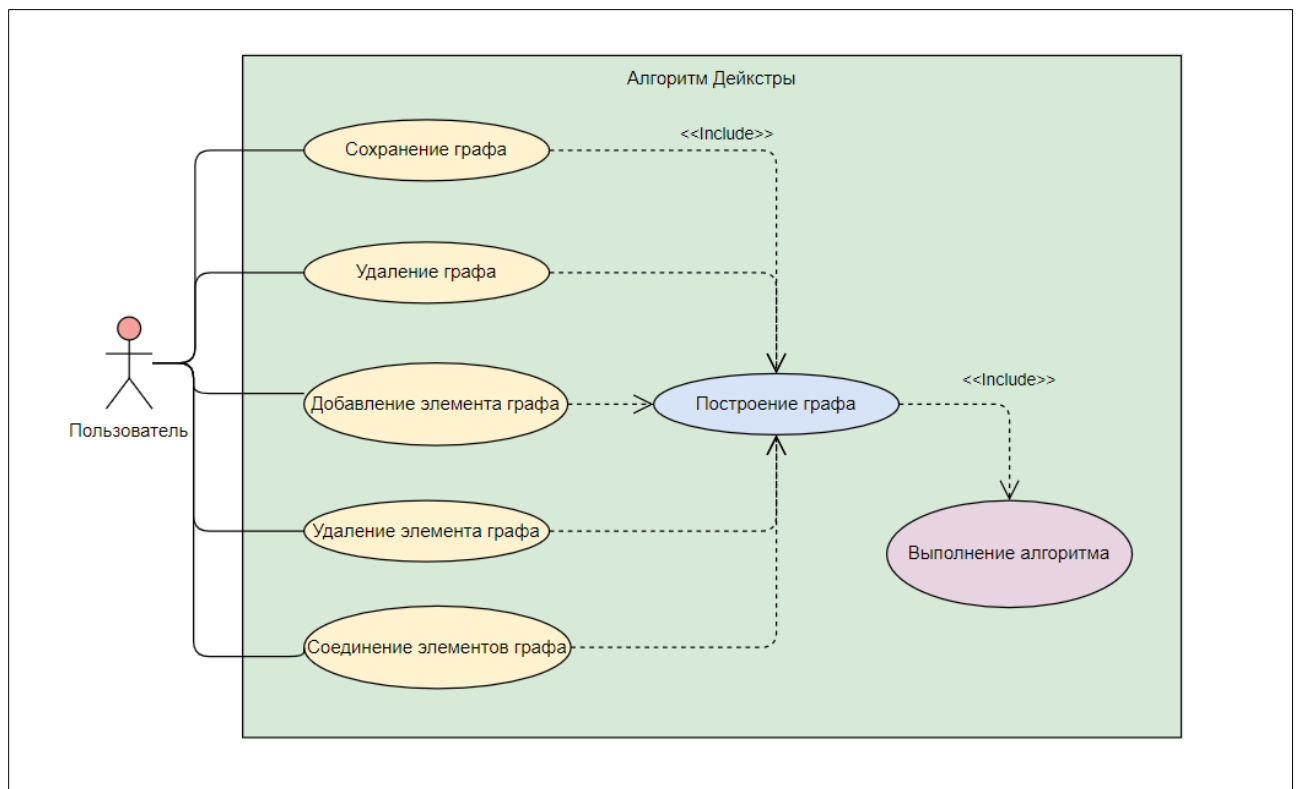 Алгоритм Дейкстры
<<Include>>
Сохранение графа
Удаление графа
<<Include>>
Добавление элемента графа
Построение графа
Пользователь
Удаление элемента графа
Выполнение алгоритма
Соединение элементов графа